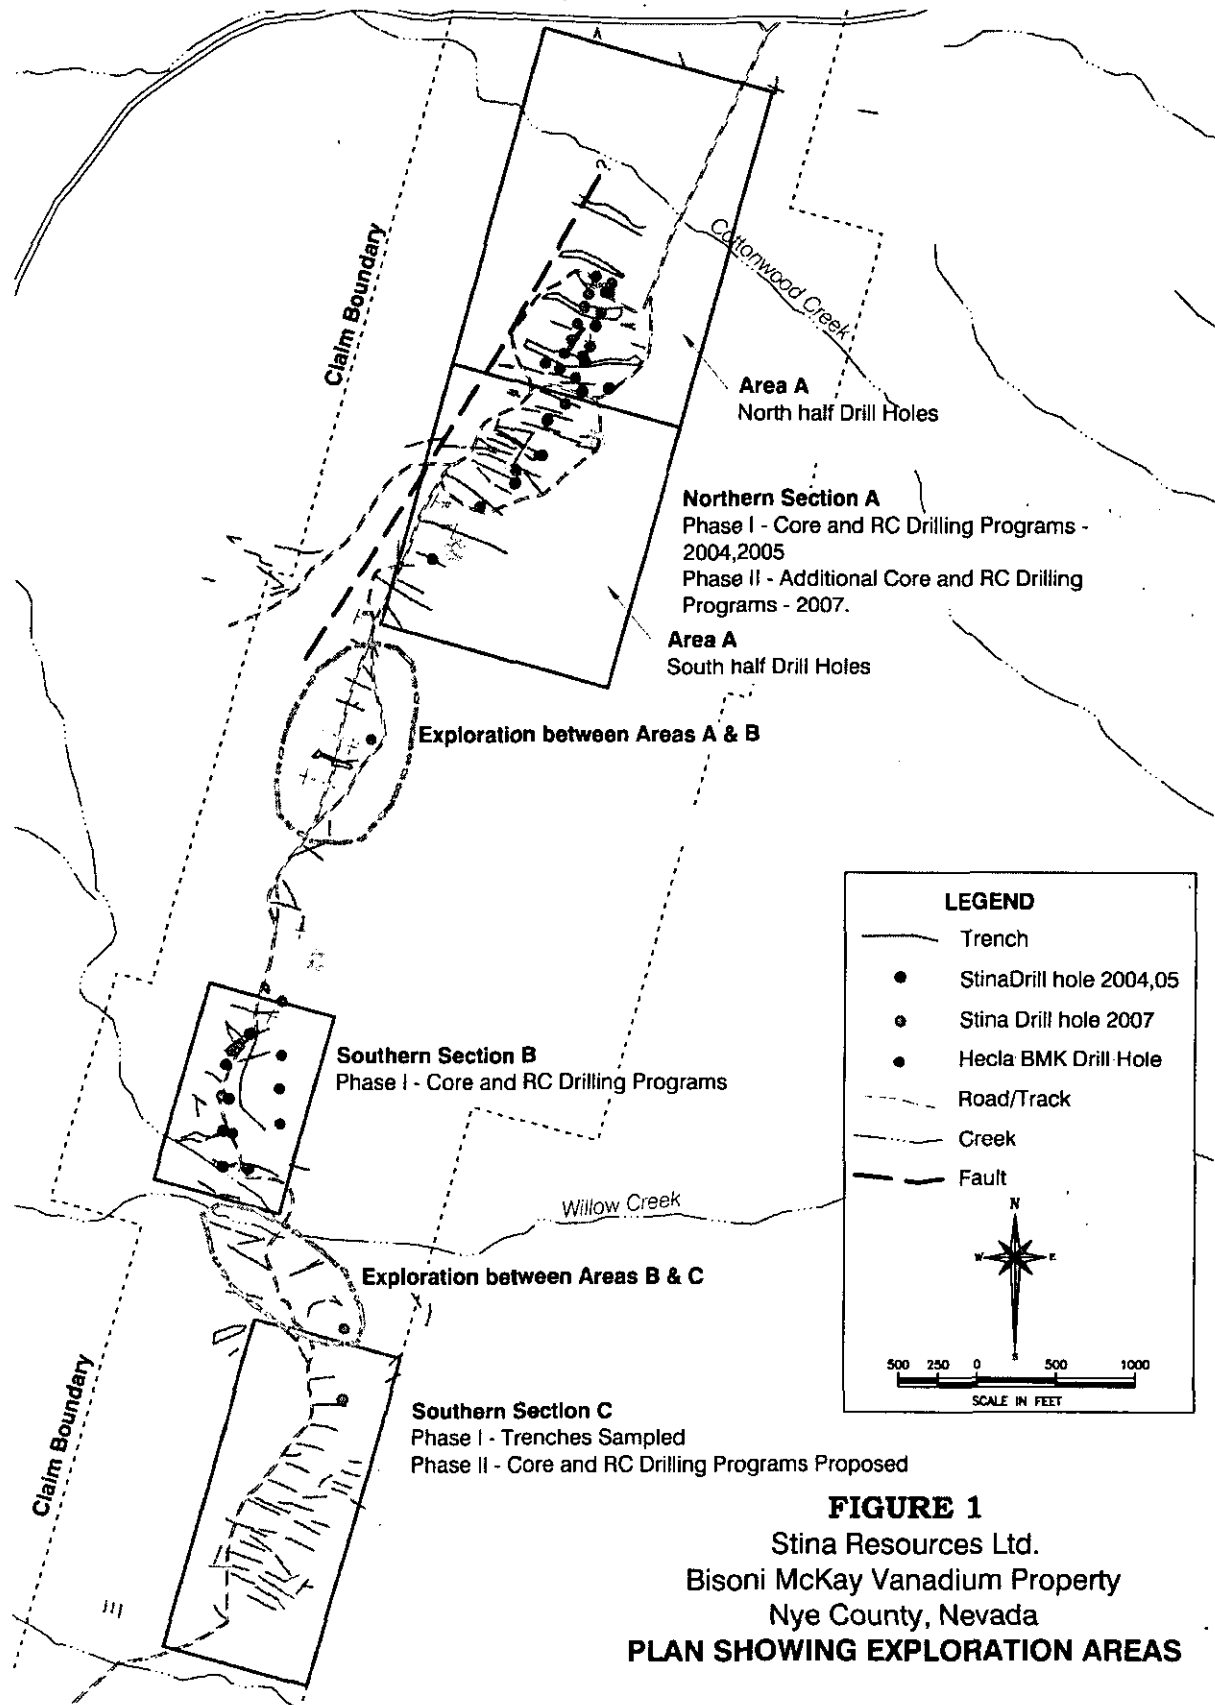 ?
Claim Boundary
Cottonwood Creek
Area A
North half Drill Holes
Northern Section A
Phase I - Core and RC Drilling Programs -
2004,2005
Phase II - Additional Core and RC Drilling
Programs - 2007.
Area A
South half Drill Holes
Exploration between Areas A & B
LEGEND
Trench
StinaDrill hole 2004,05
Stina Drill hole 2007
Hecla BMK Drill Hole
Road/Track
Creek
Fault
N
W
E
S
500 250 0 500 1000
SCALE IN FEET
Southern Section B
Phase I - Core and RC Drilling Programs
Willow Creek
Exploration between Areas B & C
Claim Boundary
Southern Section C
Phase I - Trenches Sampled
Phase II - Core and RC Drilling Programs Proposed
FIGURE 1
Stina Resources Ltd.
Bisoni McKay Vanadium Property
Nye County, Nevada
PLAN SHOWING EXPLORATION AREAS